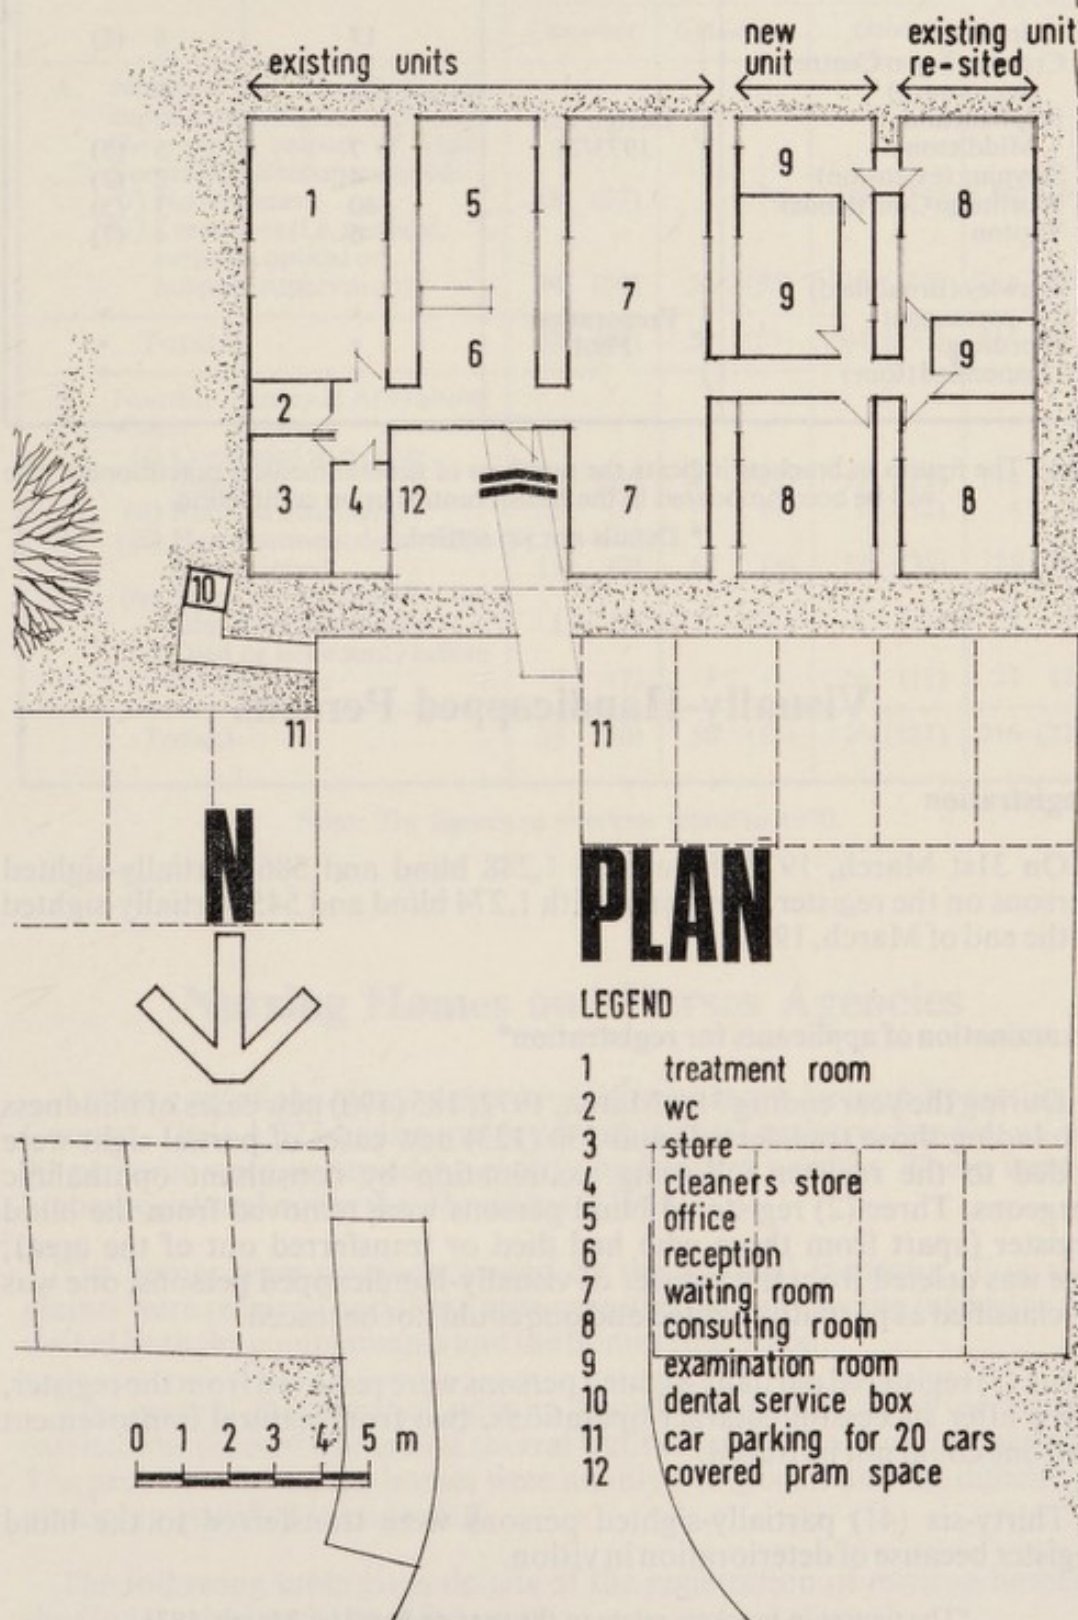 existing units
new
unit
existing unit
re-sited
1
5
7
9
8
9
6
9
2
3
4
12
7
8
8
10
11
11
N
PLAN
LEGEND
1 treatment room
2 wc
3 store
4 cleaners store
5 office
6 reception
7 waiting room
8 consulting room
9 examination room
10 dental service box
11 car parking for 20 cars
12 covered pram space
0 1 2 3 4 5 m